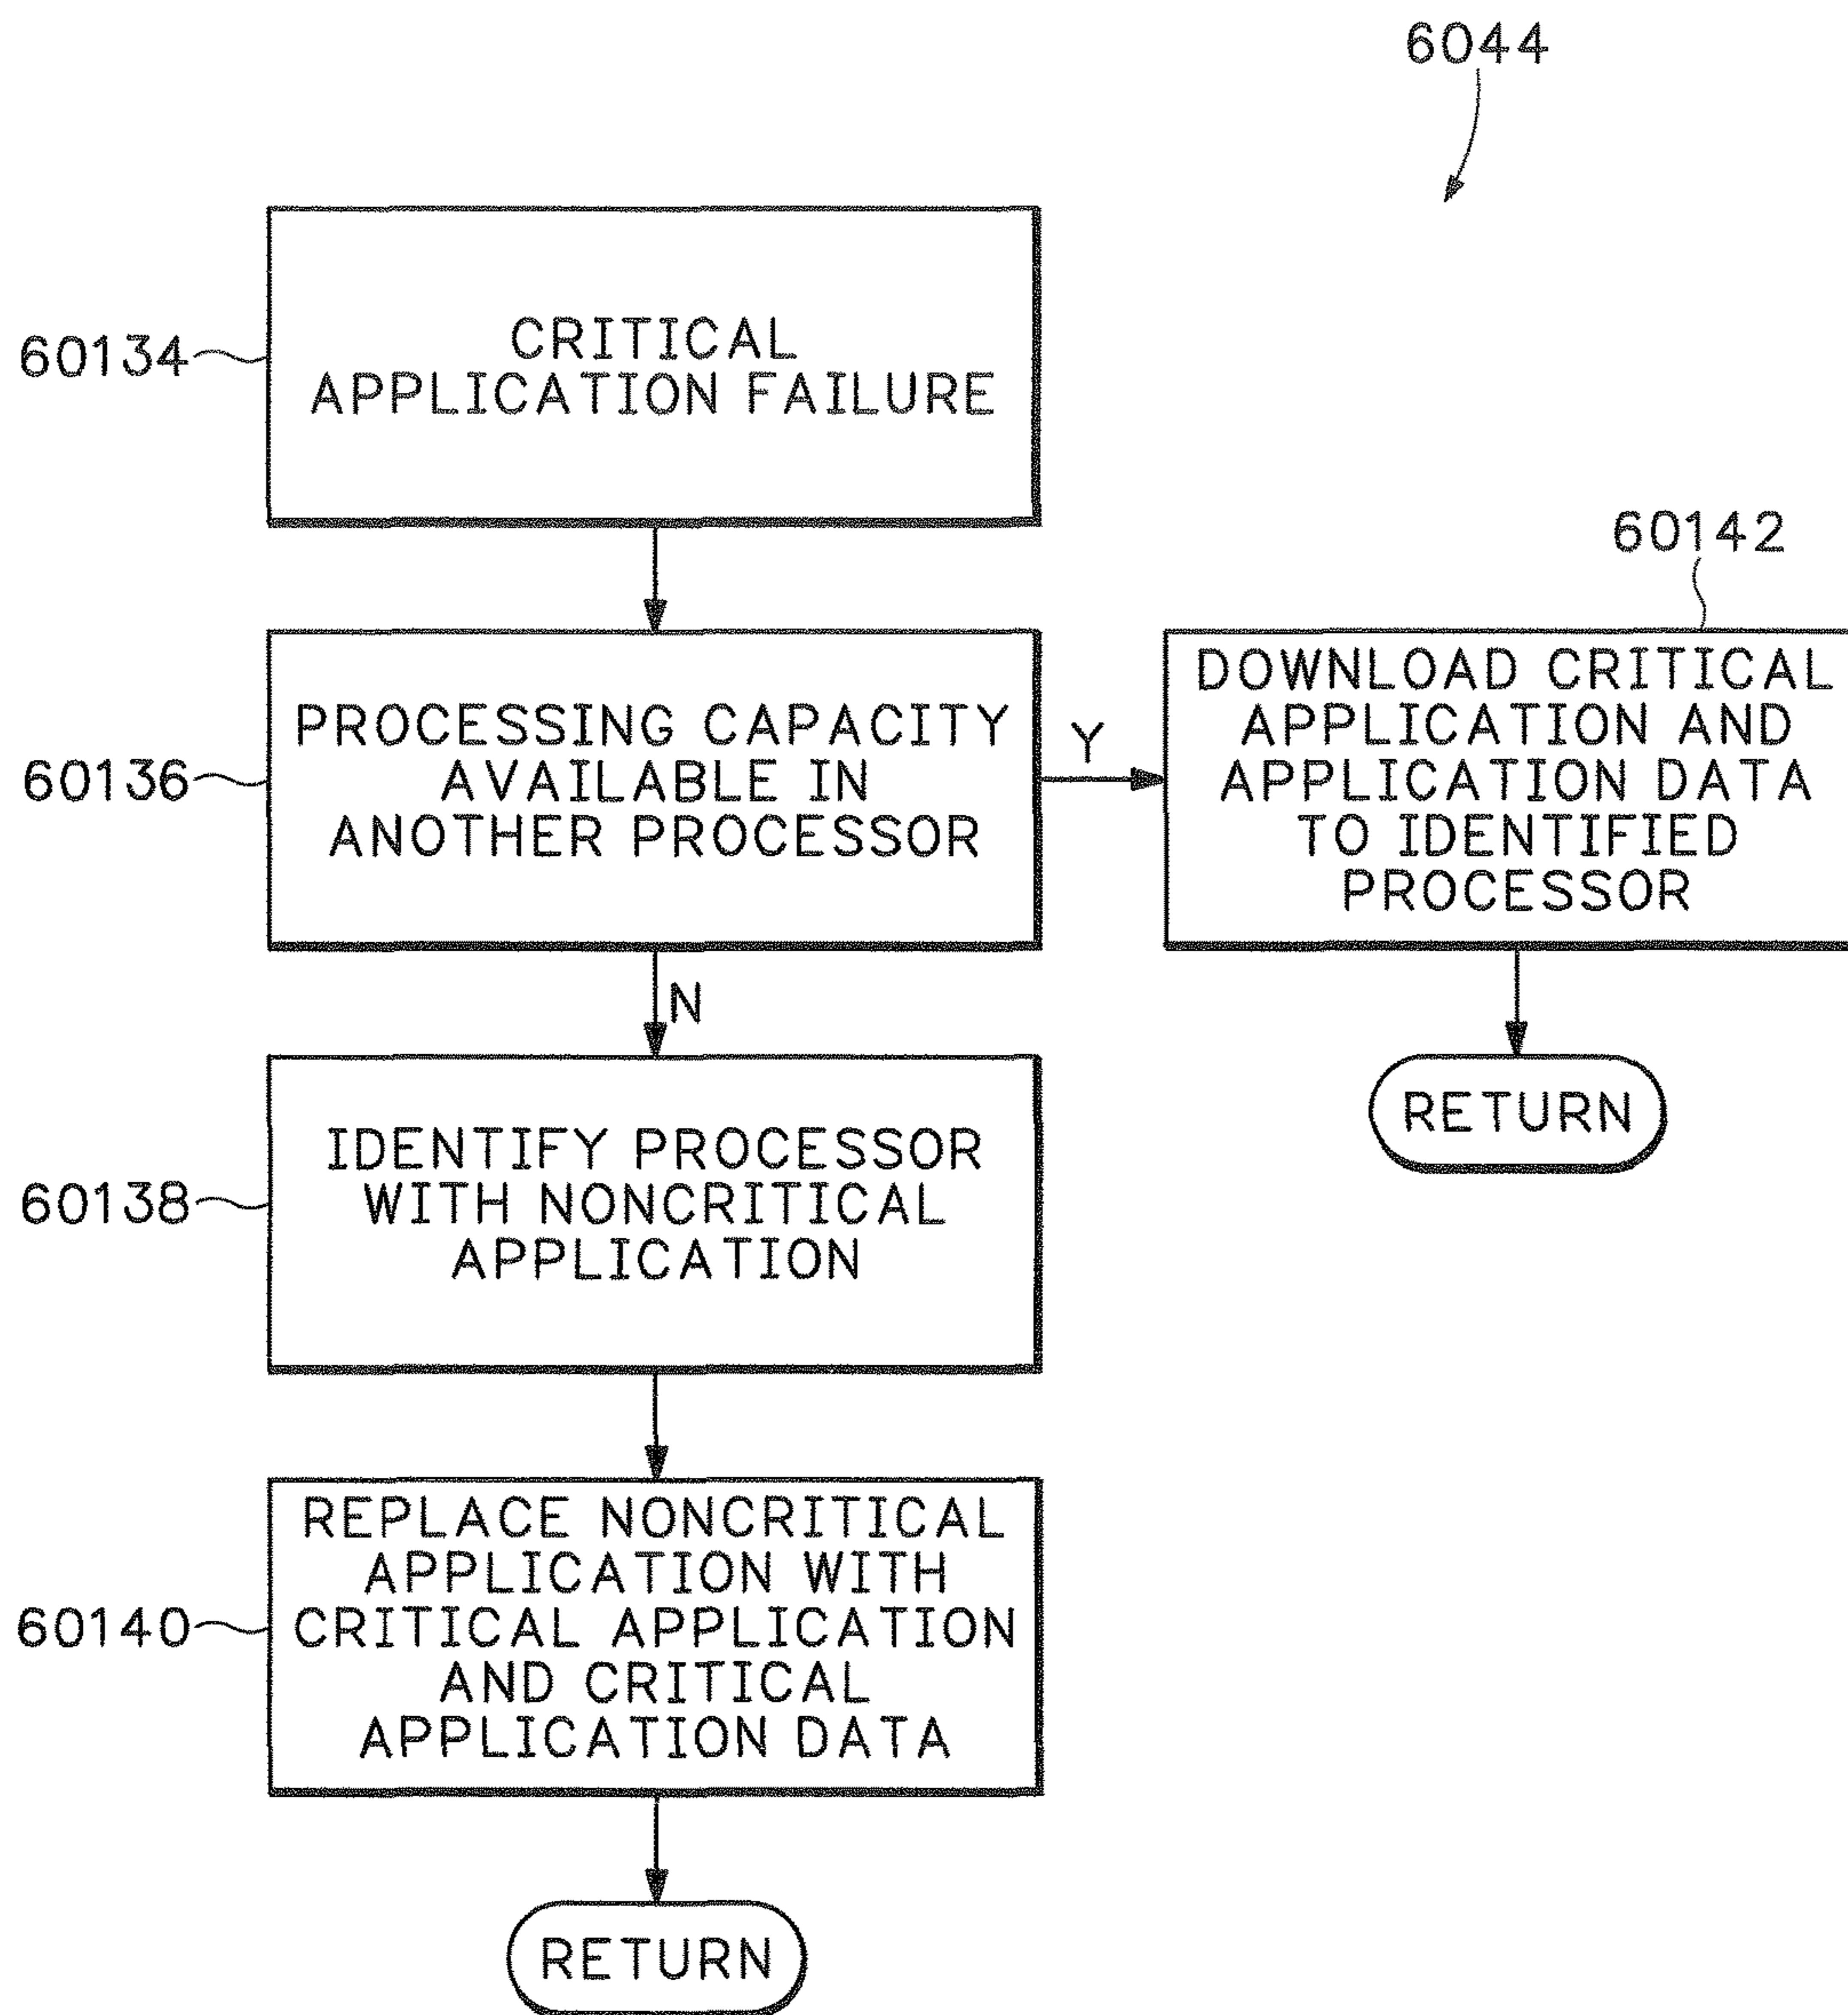 6044
60134
CRITICAL
APPLICATION FAILURE
60136
PROCESSING CAPACITY
AVAILABLE IN
ANOTHER PROCESSOR
Y
60142
DOWNLOAD CRITICAL
APPLICATION AND
APPLICATION DATA
TO IDENTIFIED
PROCESSOR
RETURN
N
60138
IDENTIFY PROCESSOR
WITH NONCRITICAL
APPLICATION
60140
REPLACE NONCRITICAL
APPLICATION WITH
CRITICAL APPLICATION
AND CRITICAL
APPLICATION DATA
RETURN